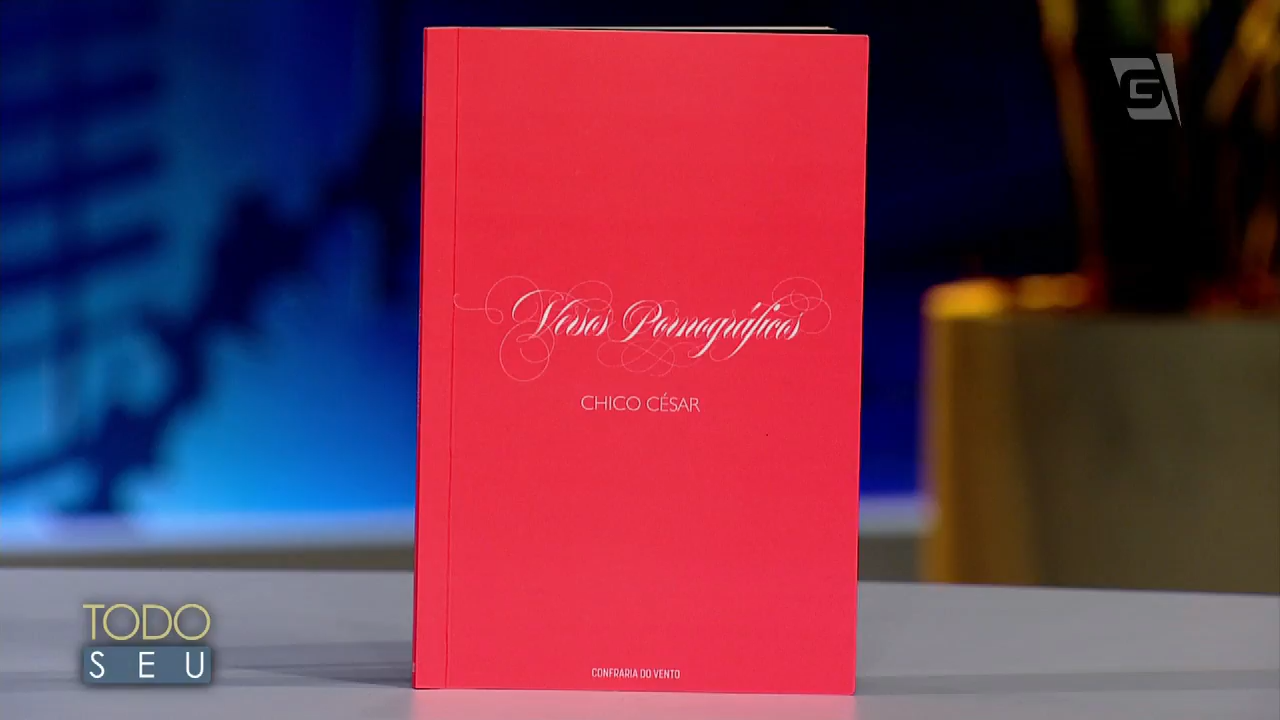 Versos Pornográficos
CHICO CÉSAR
CONFRARIA DO VENTO
TODO
SEU